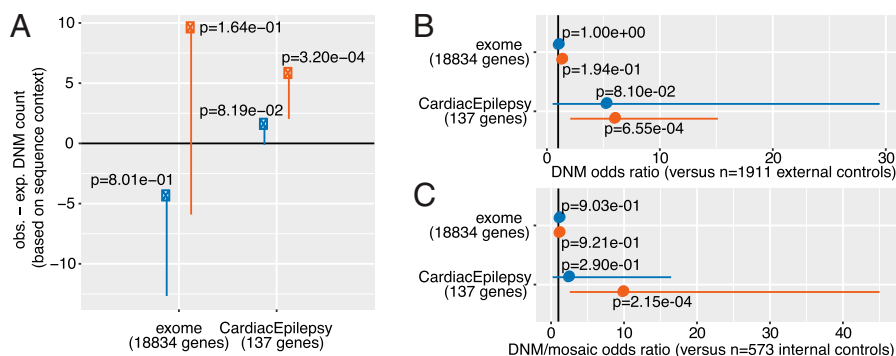 A
10
5
0
−5
−10
obs. − exp. DNM count
(based on sequence context)
p=1.64e−01
p=3.20e−04
p=8.19e−02
p=8.01e−01
exome
(18834 genes)
CardiacEpilepsy
(137 genes)
B
exome
(18834 genes)
CardiacEpilepsy
(137 genes)
p=1.00e+00
p=1.94e−01
p=8.10e−02
p=6.55e−04
0
10
20
30
DNM odds ratio (versus n=1911 external controls)
C
exome
(18834 genes)
CardiacEpilepsy
(137 genes)
p=9.03e−01
p=9.21e−01
p=2.90e−01
p=2.15e−04
0
10
20
30
40
DNM/mosaic odds ratio (versus n=573 internal controls)